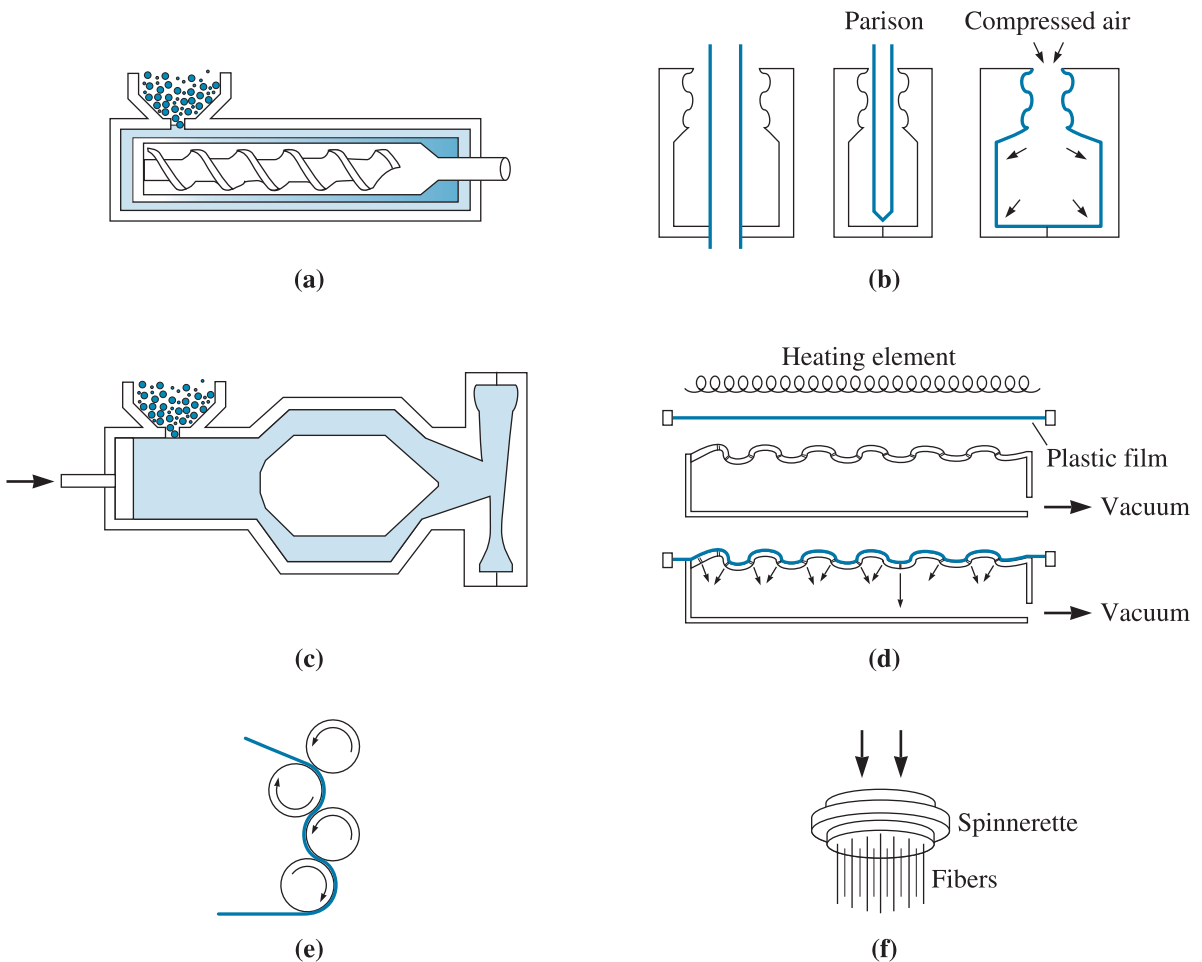 Parison
Compressed air
(a)
(b)
Heating element
Plastic film
Vacuum
Vacuum
(c)
(d)
Spinnerette
Fibers
(e)
(f)